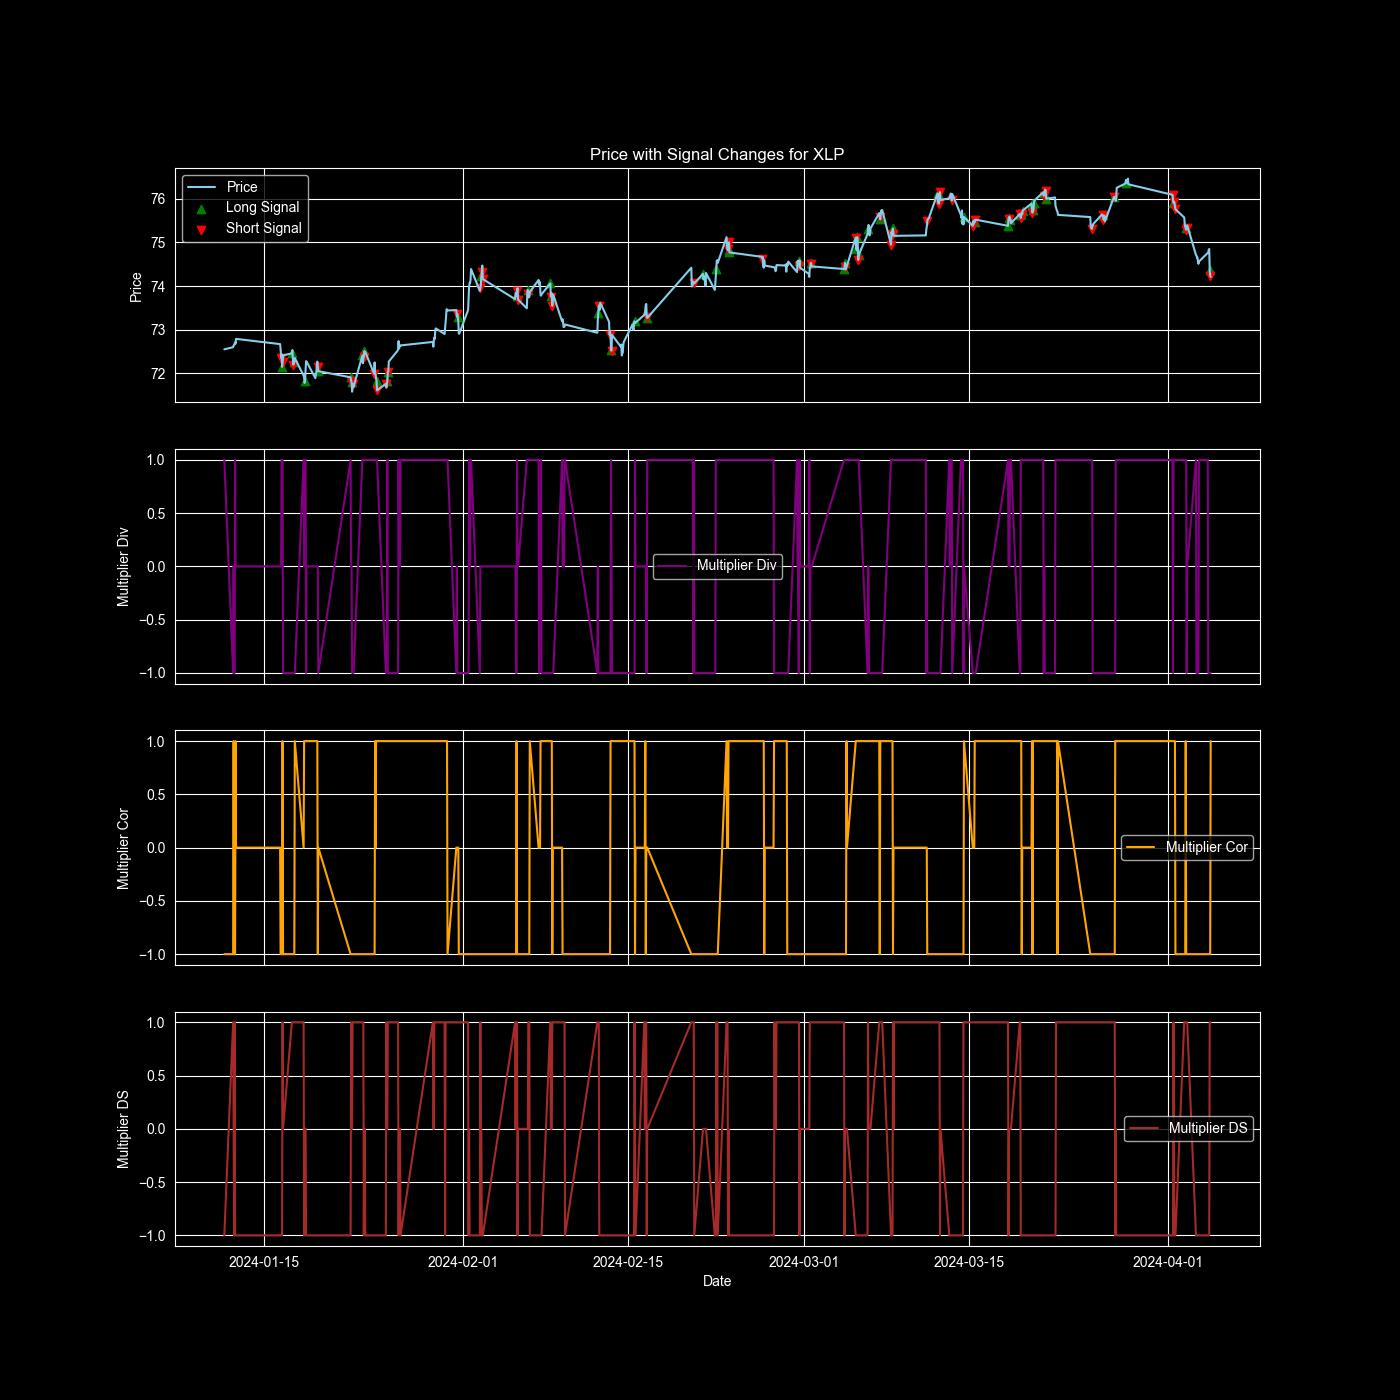 Price with Signal Changes for XLP
Price
Long Signal
Short Signal
76
75
74
73
72
Price
1.0
0.5
0.0
−0.5
−1.0
Multiplier Div
Multiplier Div
1.0
0.5
0.0
−0.5
−1.0
Multiplier Cor
Multiplier Cor
1.0
0.5
0.0
−0.5
−1.0
Multiplier DS
Multiplier DS
2024-01-15 2024-02-01 2024-02-15 2024-03-01 2024-03-15 2024-04-01
Date